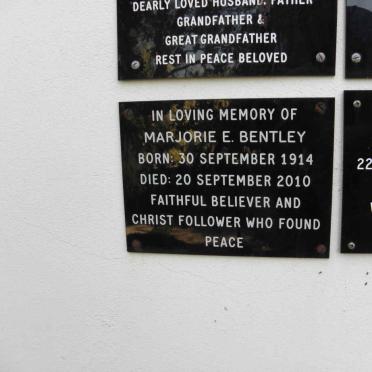 DEARLY LOVED HUSBAND. FATHER
GRANDFATHER &
GREAT GRANDFATHER
REST IN PEACE BELOVED
IN LOVING MEMORY OF
MARJORIE E. BENTLEY
BORN: 30 SEPTEMBER 1914
DIED: 20 SEPTEMBER 2010
FAITHFUL BELIEVER AND
CHRIST FOLLOWER WHO FOUND
PEACE
22